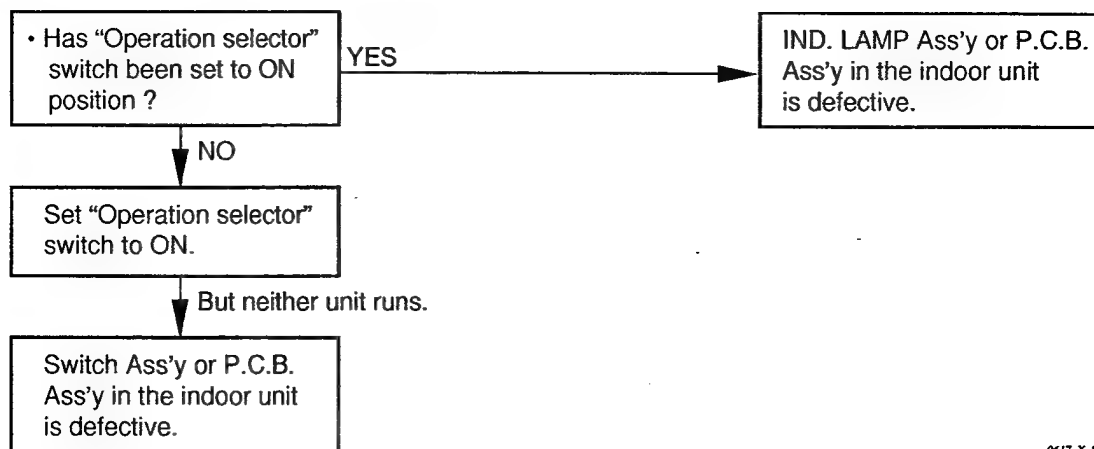 • Has “Operation selector”
switch been set to ON
position ?
YES
IND. LAMP Ass'y or P.C.B.
Ass'y in the indoor unit
is defective.
NO
Set “Operation selector”
switch to ON.
But neither unit runs.
Switch Ass'y or P.C.B.
Ass'y in the indoor unit
is defective.